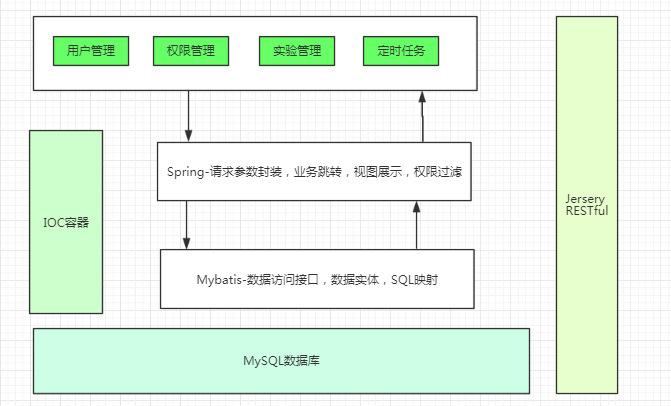 用户管理
权限管理
实验管理
定时任务
Spring-请求参数封装，业务跳转，视图展示，权限过滤
IOC容器
Mybatis-数据访问接口，数据实体，SQL映射
MySQL数据库
Jersery
RESTful